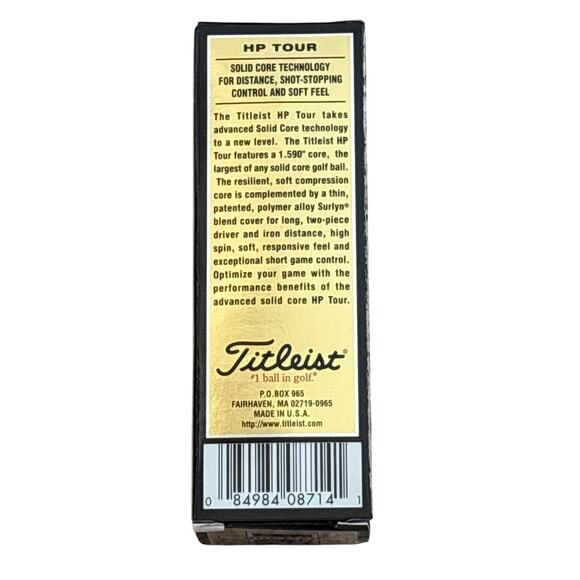 HP TOUR
SOLID CORE TECHNOLOGY
FOR DISTANCE, SHOT-STOPPING
CONTROL AND SOFT FEEL
The Titleist HP Tour takes
advanced Solid Core technology
to a new level. The Titleist HP
Tour features a 1.590" core, the
largest of any solid core golf ball.
The resilient, soft compression
core is complemented by a thin,
patented, polymer alloy Surlyn®
blend cover for long, two-piece
driver and iron distance, high
spin, soft, responsive feel and
exceptional short game control.
Optimize your game with the
performance benefits of the
advanced solid core HP Tour.
Titleist®
#1 ball in golf.®
P.O.BOX 965
FAIRHAVEN, MA 02719-0965
MADE IN U.S.A.
http://www.titleist.com
0 84984 08714 1